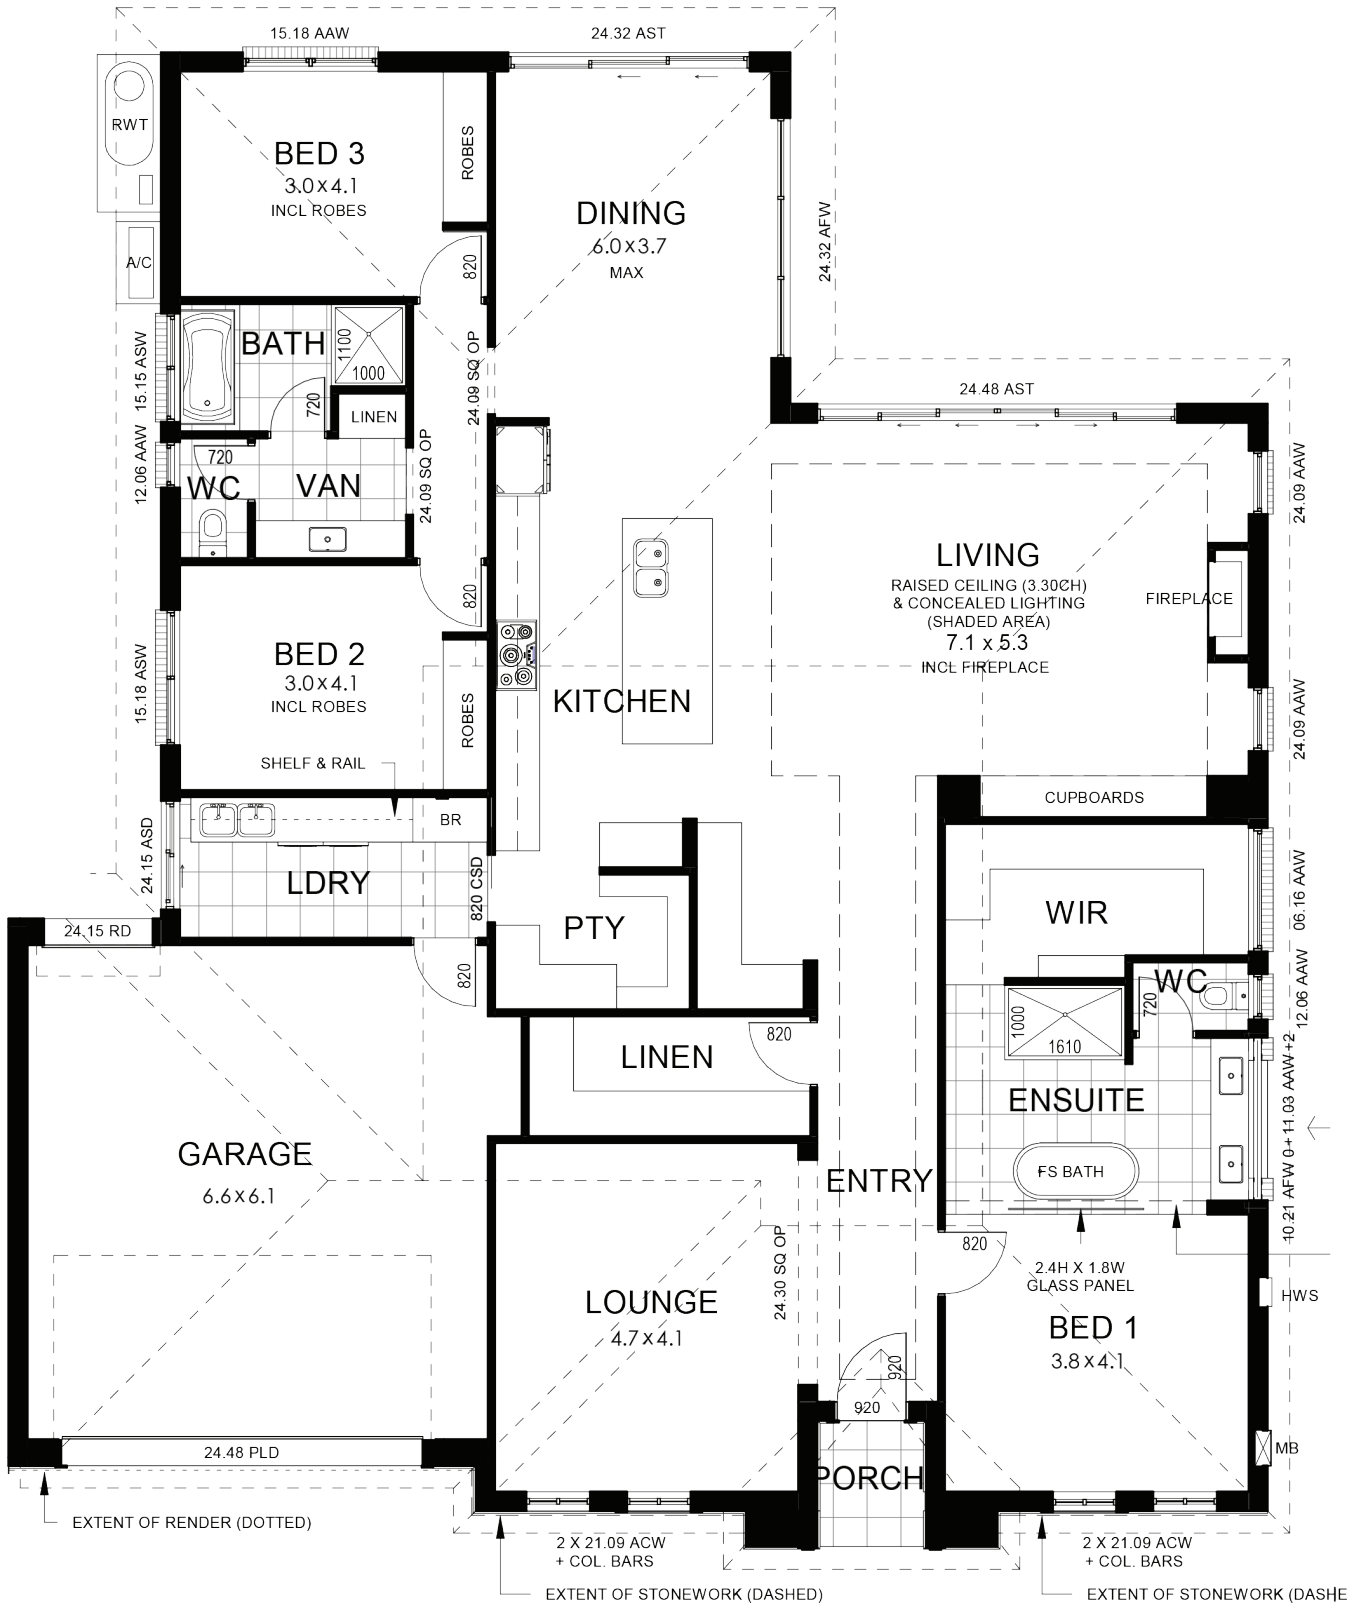 15.18 AAW
24.32 AST
RWT
BED 3
3.0x4.1
INCL ROBES
ROBES
DINING
6.0x3.7
MAX
24.32 AFW
A/C
820
BATH
1100
1000
15.15 ASW
24.09 SQ OP
720
LINEN
24.48 AST
12.06 AAW
720
WC
VAN
24.09 SQ OP
24.09 AAW
LIVING
RAISED CEILING (3.30CH)
& CONCEALED LIGHTING
(SHADED AREA)
7.1 x 5.3
INCL FIREPLACE
FIREPLACE
820
BED 2
3.0x4.1
INCL ROBES
ROBES
15.18 ASW
KITCHEN
24.09 AAW
SHELF & RAIL
BR
CUPBOARDS
24.15 ASD
LDRY
820 CSD
PTY
WIR
06.16 AAW
24.15 RD
820
WC
720
12.06 AAW
1000
1610
820
LINEN
ENSUITE
FS BATH
10.21 AFW 0+ 11.03 AAW +2
GARAGE
6.6x6.1
ENTRY
820
24.30 SQ OP
2.4H X 1.8W
GLASS PANEL
HWS
LOUNGE
4.7x4.1
BED 1
3.8x4.1
920
920
24.48 PLD
MB
PORCH
EXTENT OF RENDER (DOTTED)
2 X 21.09 ACW
+ COL. BARS
2 X 21.09 ACW
+ COL. BARS
EXTENT OF STONEWORK (DASHED)
EXTENT OF STONEWORK (DASHE